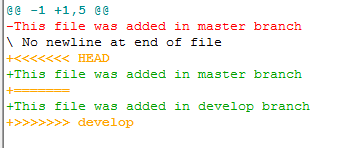 @@ -1 +1,5 @@
-This file was added in master branch
\ No newline at end of file
+<<<<<<< HEAD
+This file was added in master branch
+=======
+This file was added in develop branch
+>>>>>>> develop